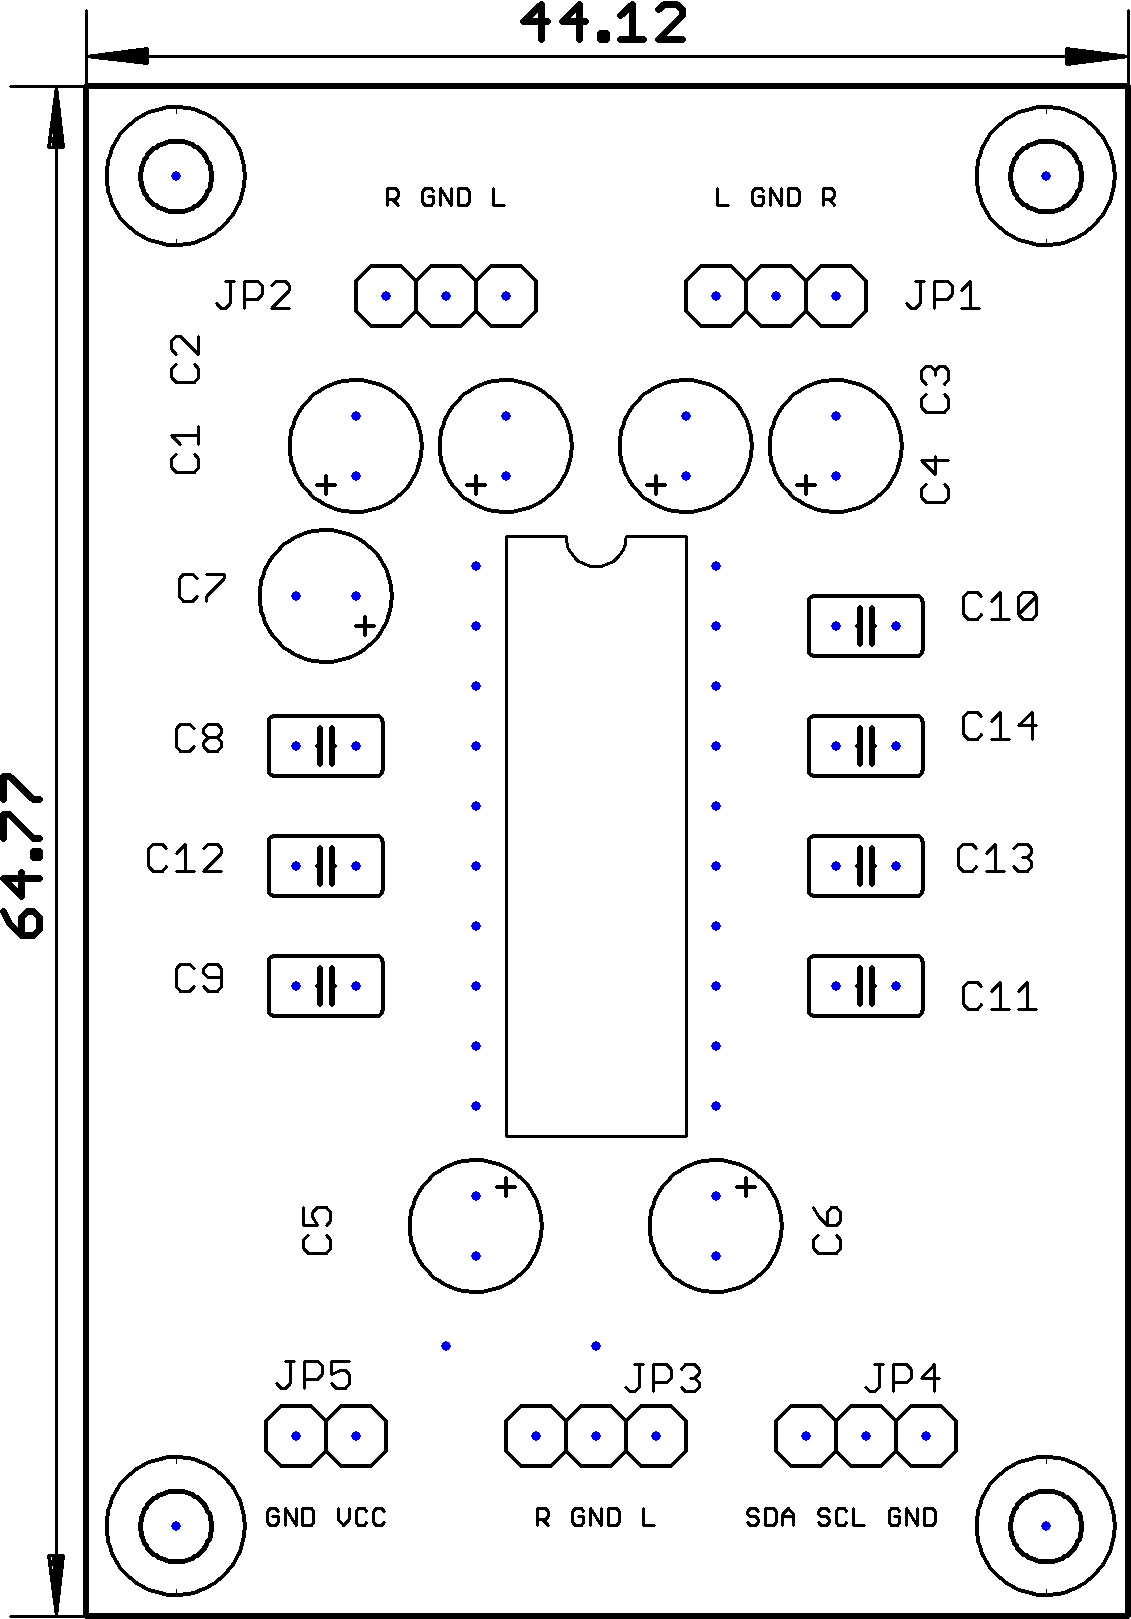 44.12
R GND L
L GND R
JP2
JP1
C2
C3
C1
C4
C7
C10
C8
C14
64.77
C12
C13
C9
C11
C5
C6
JP5
JP3
JP4
GND VCC
R GND L
SDA SCL GND